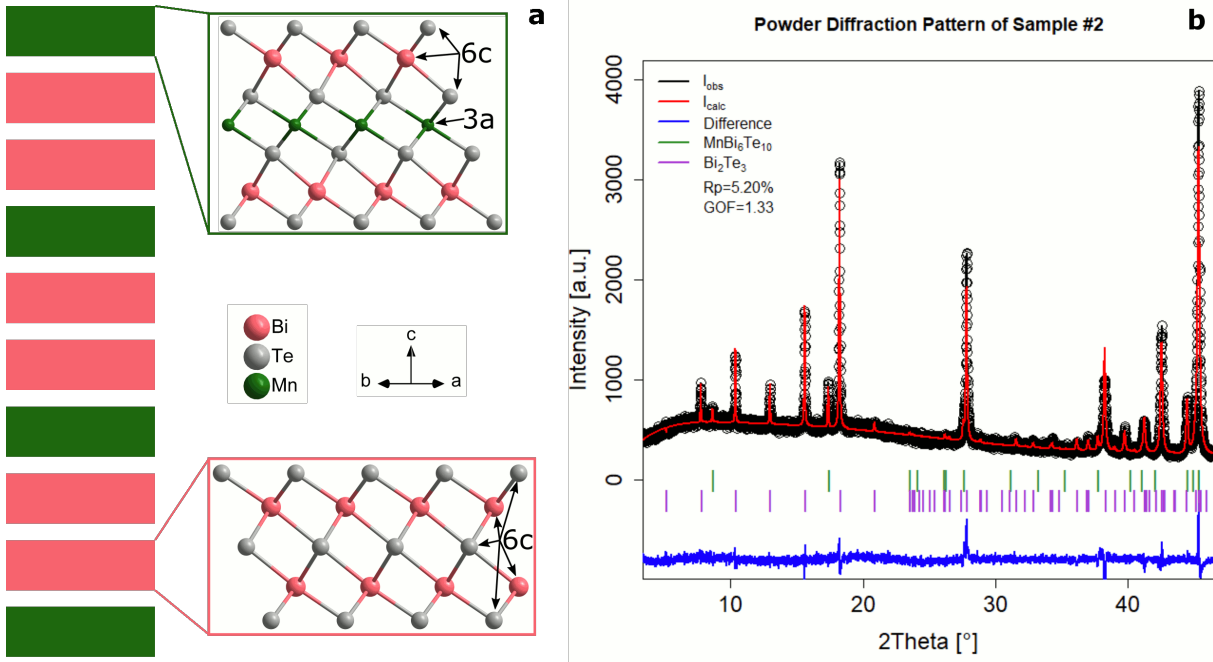 a
6c
3a
Bi
Te
Mn
c
b a
6c
b
Powder Diffraction Pattern of Sample #2
Iobs
Icalc
Difference
MnBi6Te10
Bi2Te3
Rp=5.20%
GOF=1.33
Intensity [a.u.]
4000
3000
2000
1000
0
10 20 30 40
2Theta [°]